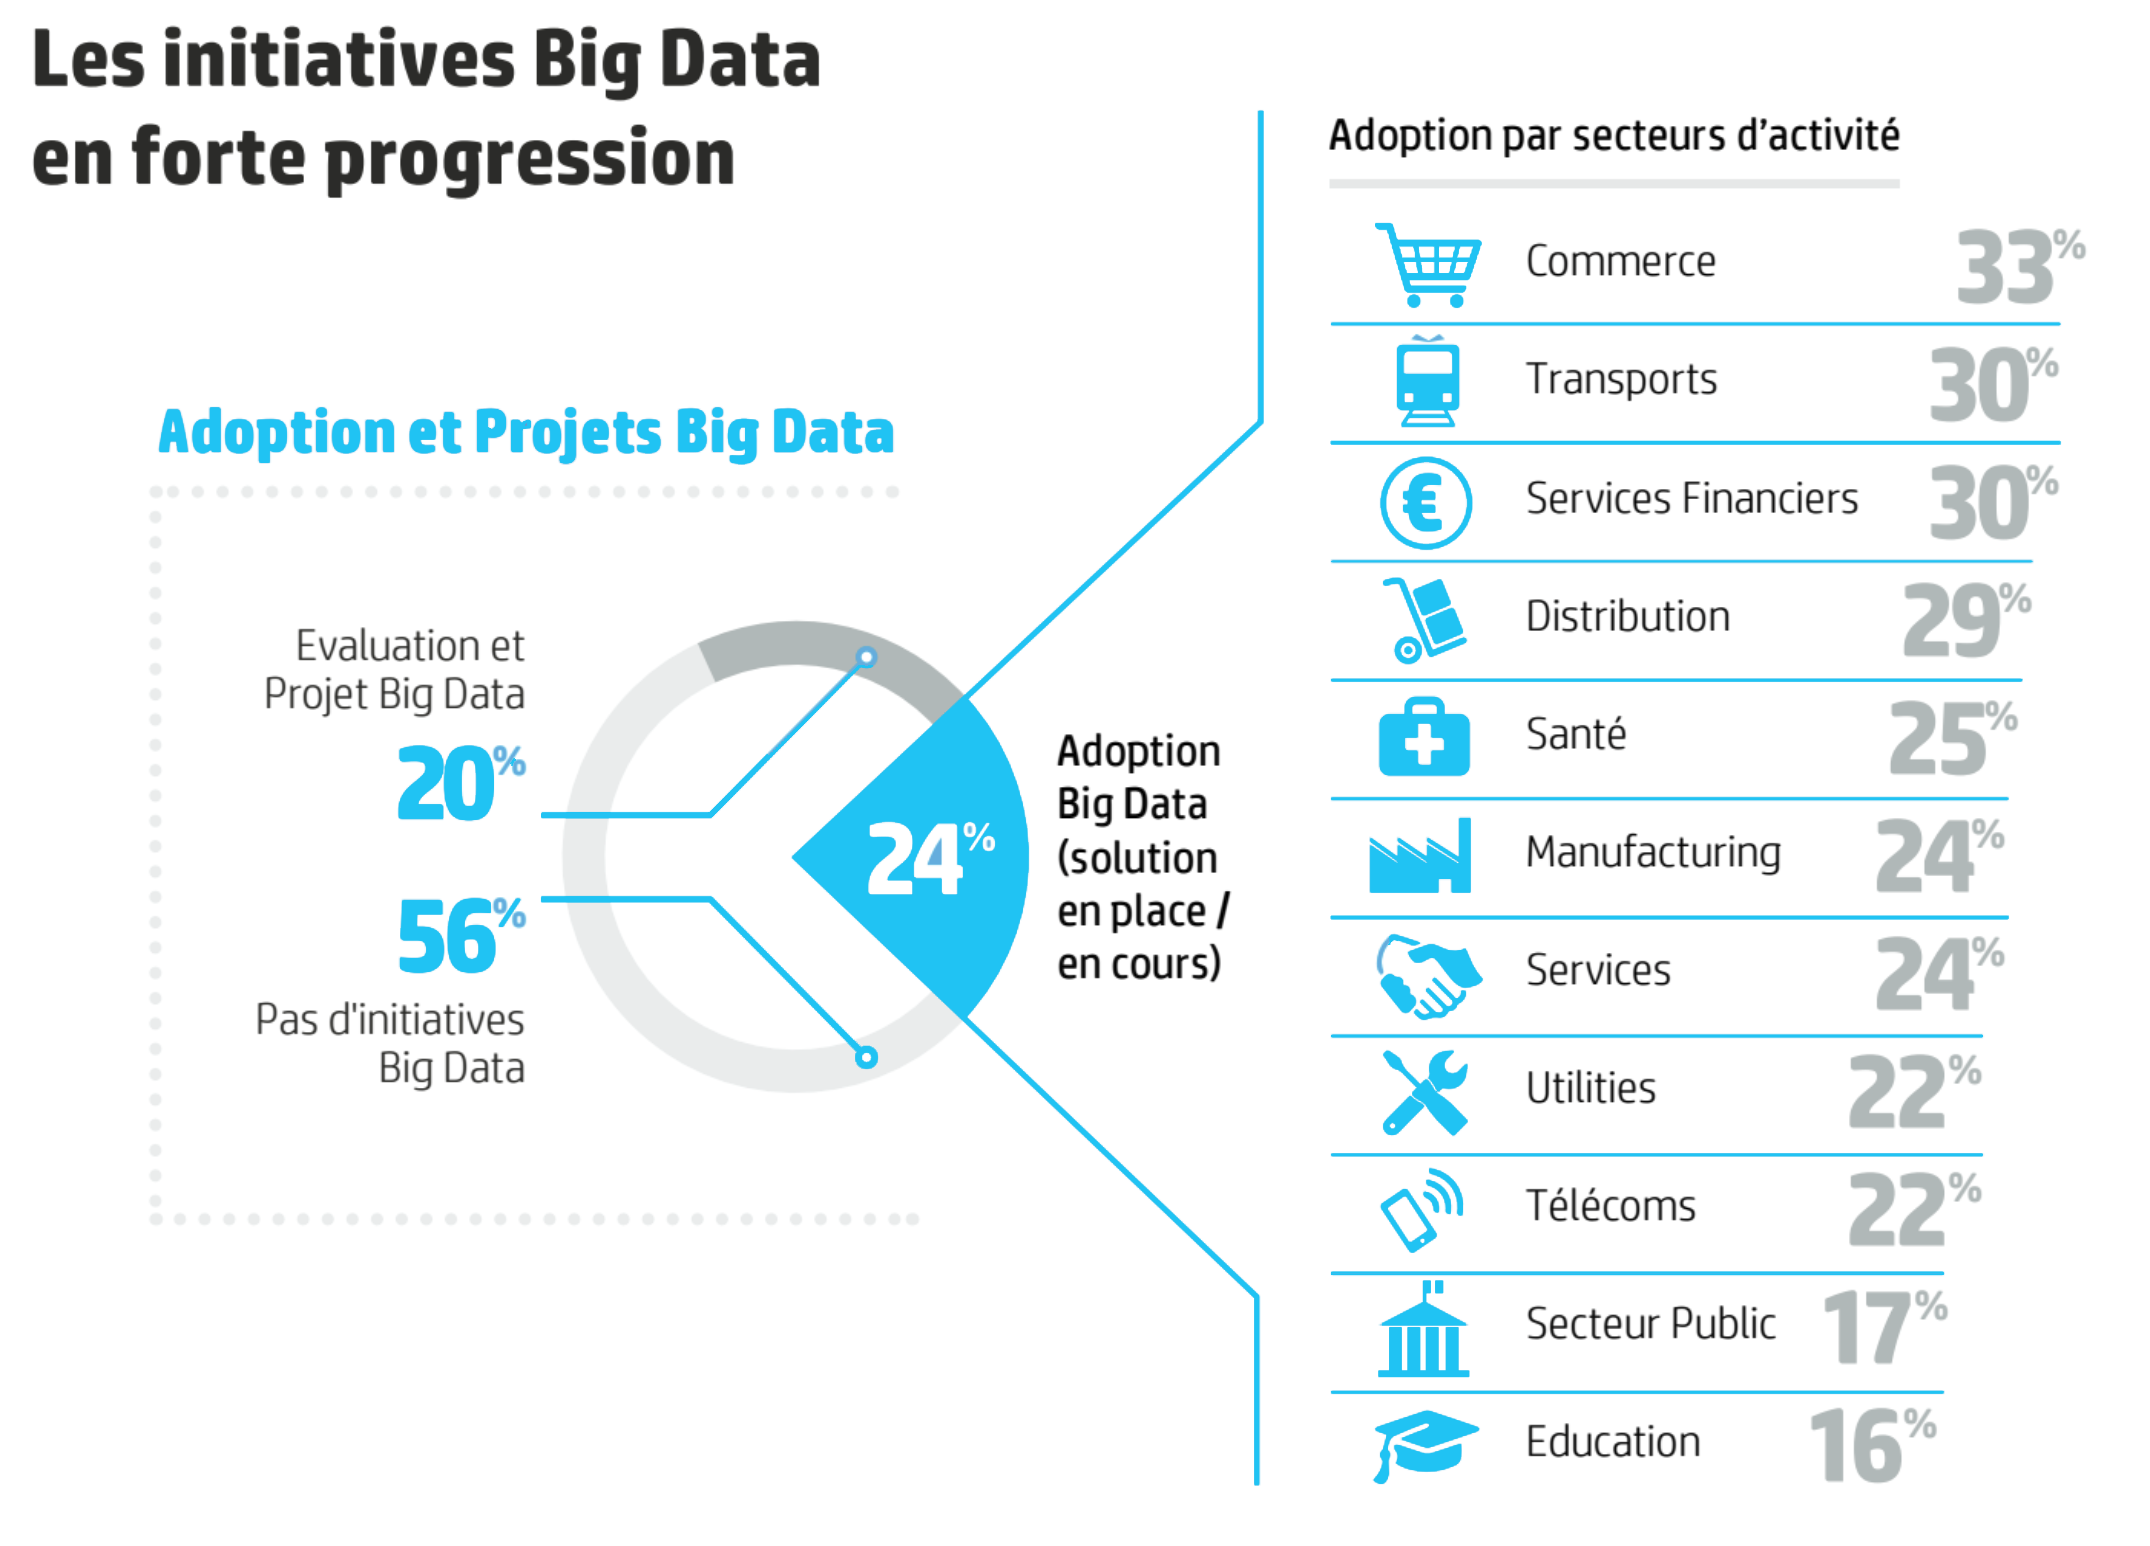 Les initiatives Big Data
en forte progression
Adoption et Projets Big Data
Evaluation et
Projet Big Data
20%
56%
Pas d'initiatives
Big Data
24%
Adoption
Big Data
(solution
en place /
en cours)
Adoption par secteurs d’activité
Commerce 33%
Transports 30%
€ Services Financiers 30%
Distribution 29%
Santé 25%
Manufacturing 24%
Services 24%
Utilities 22%
Télécoms 22%
Secteur Public 17%
Education 16%